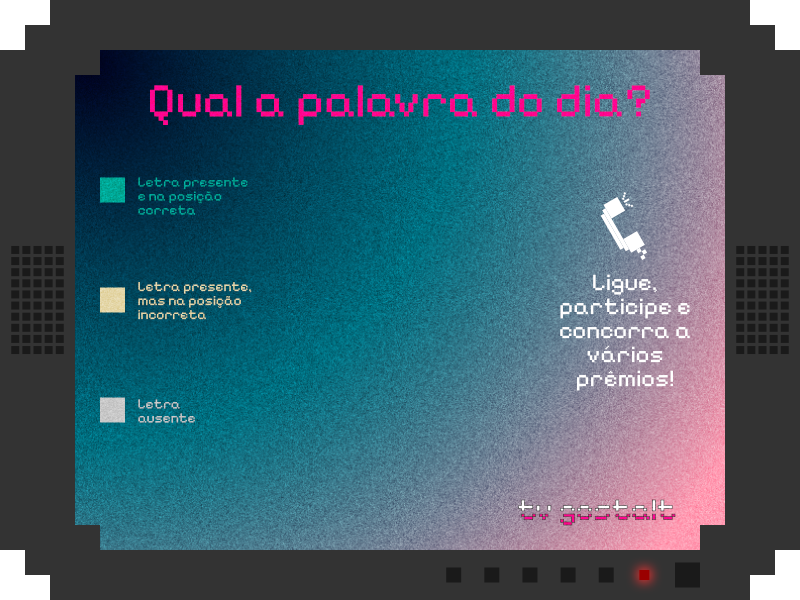 Qual a palavra do dia?
Letra presente
e na posição
correta
Letra presente,
mas na posição
incorreta
Letra
ausente
Ligue,
participe e
concorra a
vários
prêmios!
tv gestalt